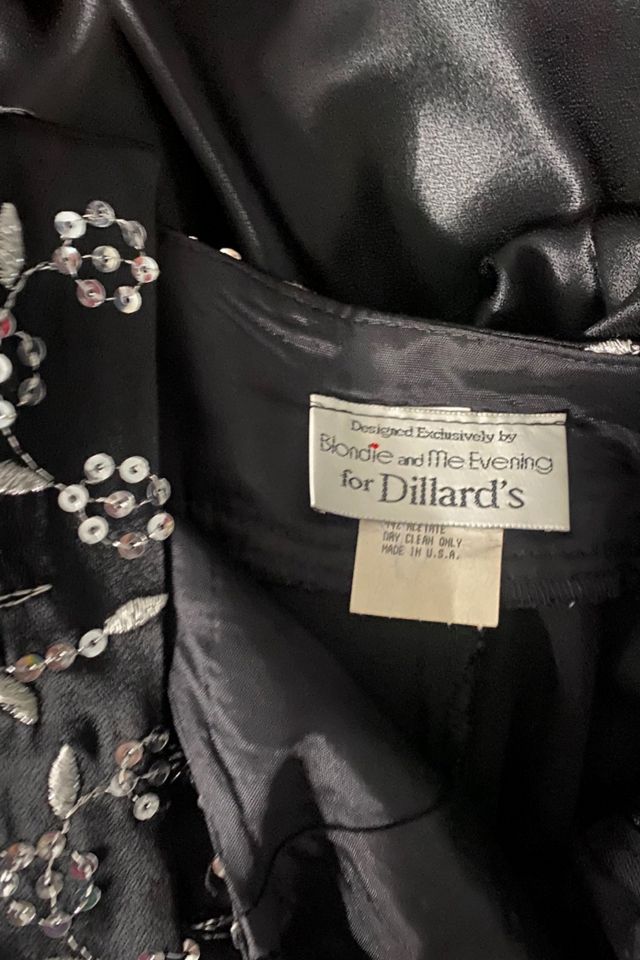 Designed Exclusively by
Blondie and Me Evening
for Dillard's
ACETATE
DRY CLEAN ONLY
MADE IN U.S.A.